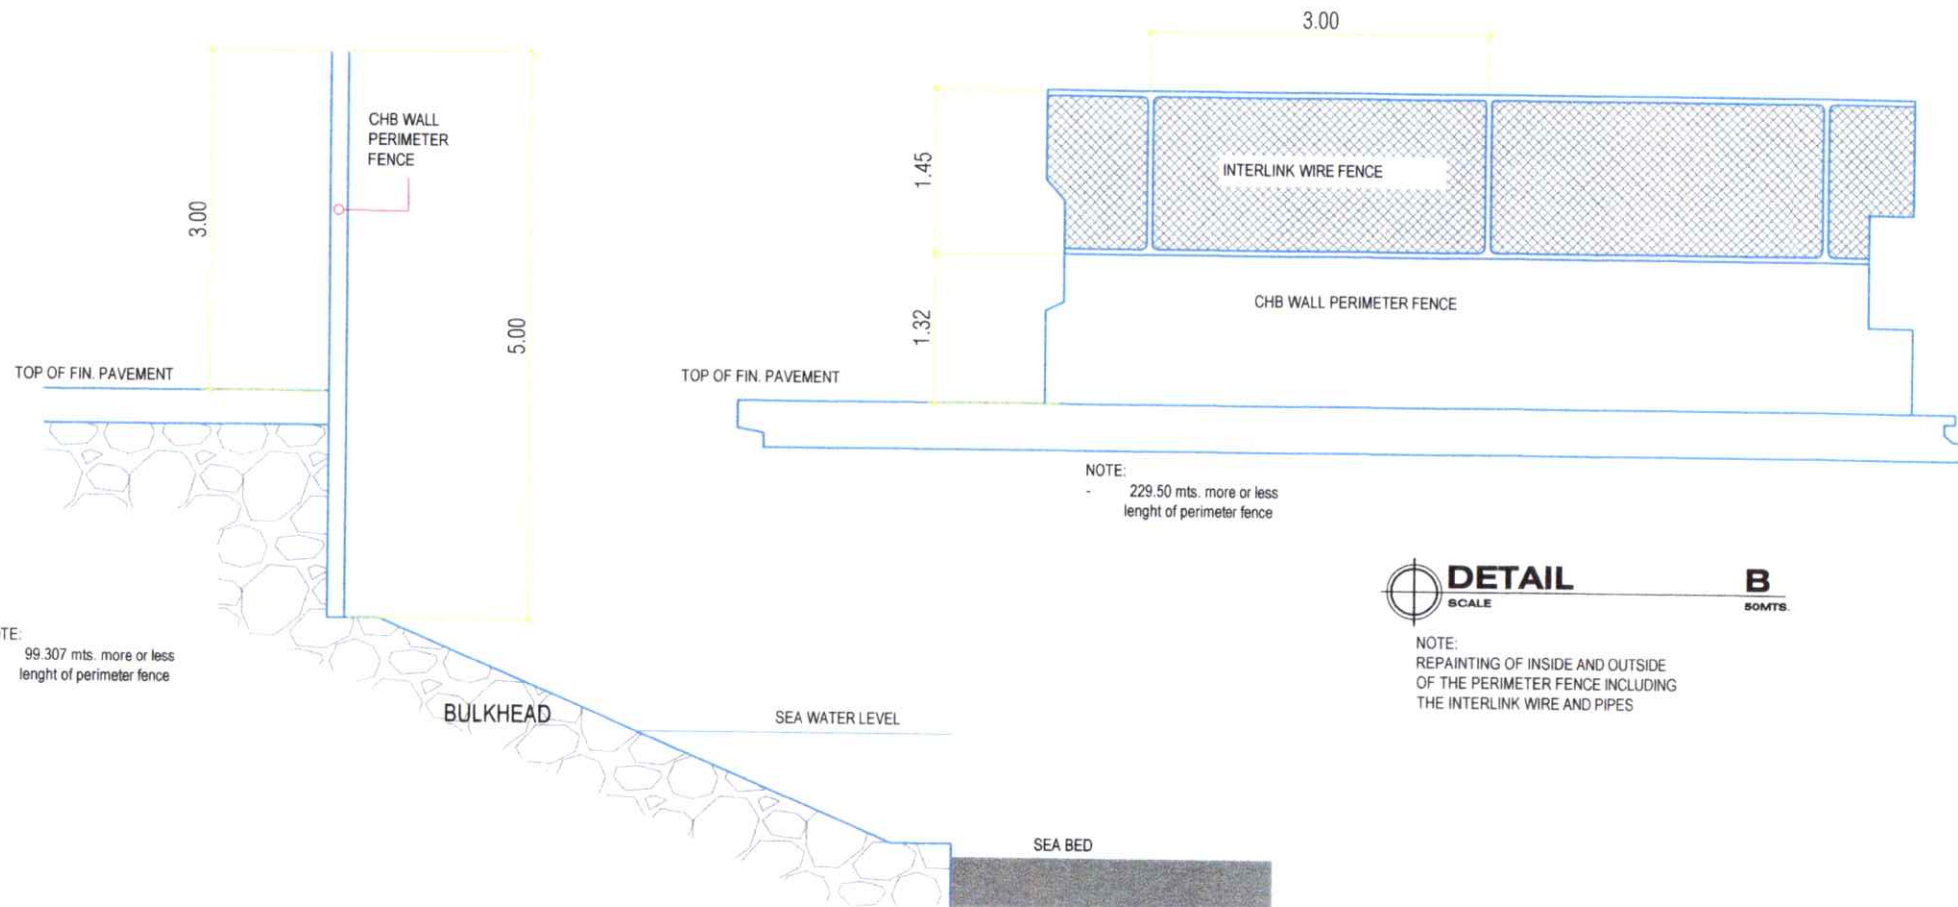 3.00
CHB WALL
PERIMETER
FENCE
3.00
5.00
TOP OF FIN. PAVEMENT
TE:
99.307 mts. more or less
lenght of perimeter fence
BULKHEAD
SEA WATER LEVEL
SEA BED
1.45
INTERLINK WIRE FENCE
1.32
CHB WALL PERIMETER FENCE
TOP OF FIN. PAVEMENT
NOTE:
- 229.50 mts. more or less
lenght of perimeter fence
DETAIL B
SCALE 50MTS.
NOTE:
REPAINTING OF INSIDE AND OUTSIDE
OF THE PERIMETER FENCE INCLUDING
THE INTERLINK WIRE AND PIPES